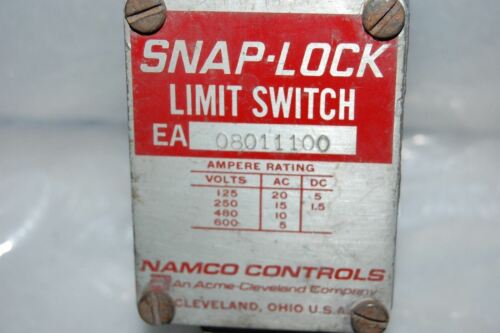 SNAP-LOCK
LIMIT SWITCH
EA 08011100
AMPERE RATING
VOLTS AC DC
125 20 5
250 15 1.5
480 10
600 5
NAMCO CONTROLS
An Acme-Cleveland Company
CLEVELAND, OHIO U.S.A.